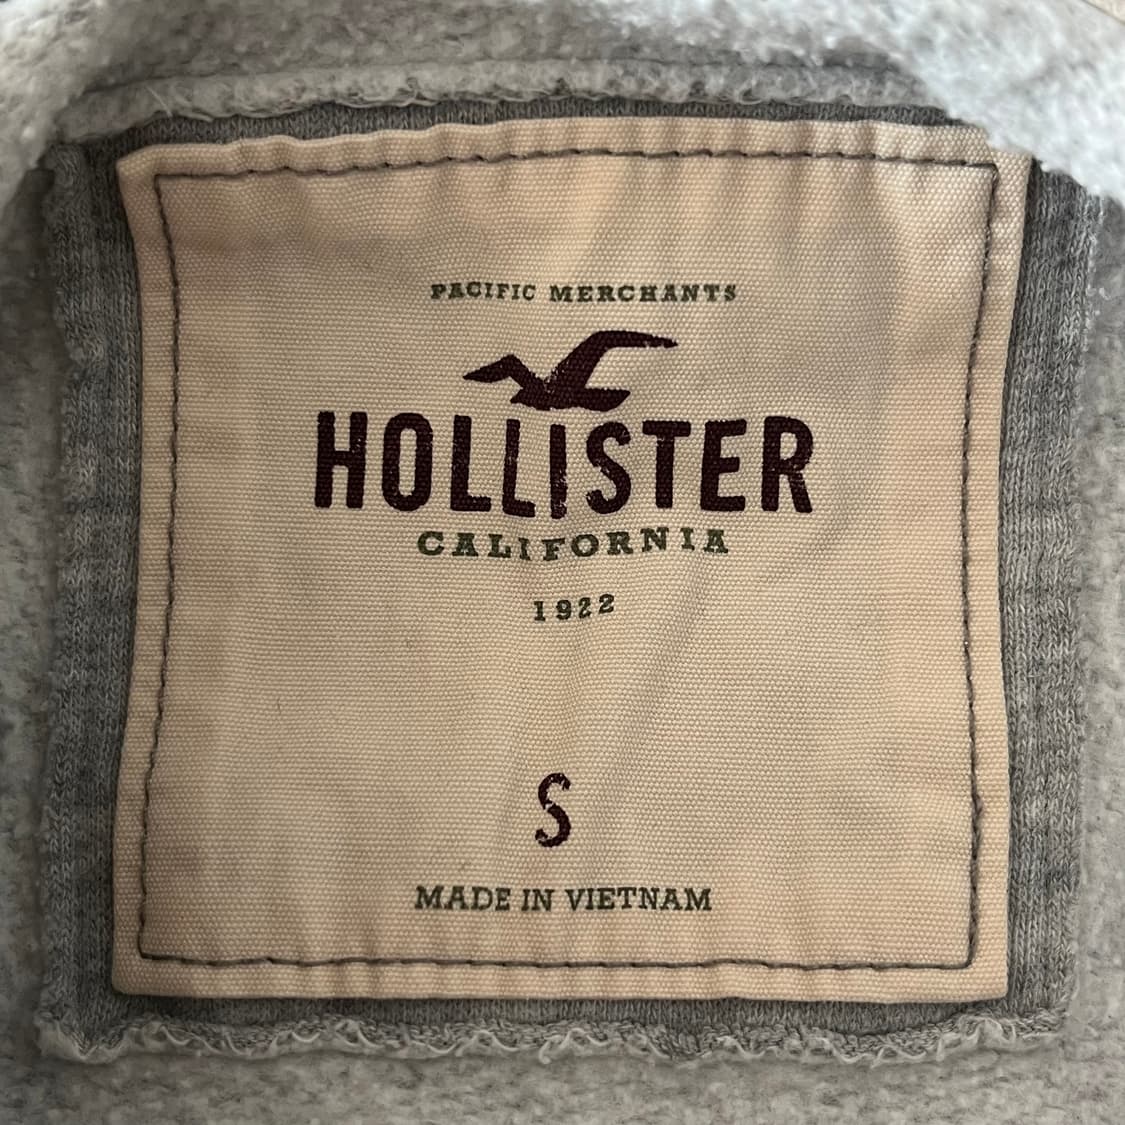 PACIFIC MERCHANTS
HOLLISTER
CALIFORNIA
1922
S
MADE IN VIETNAM